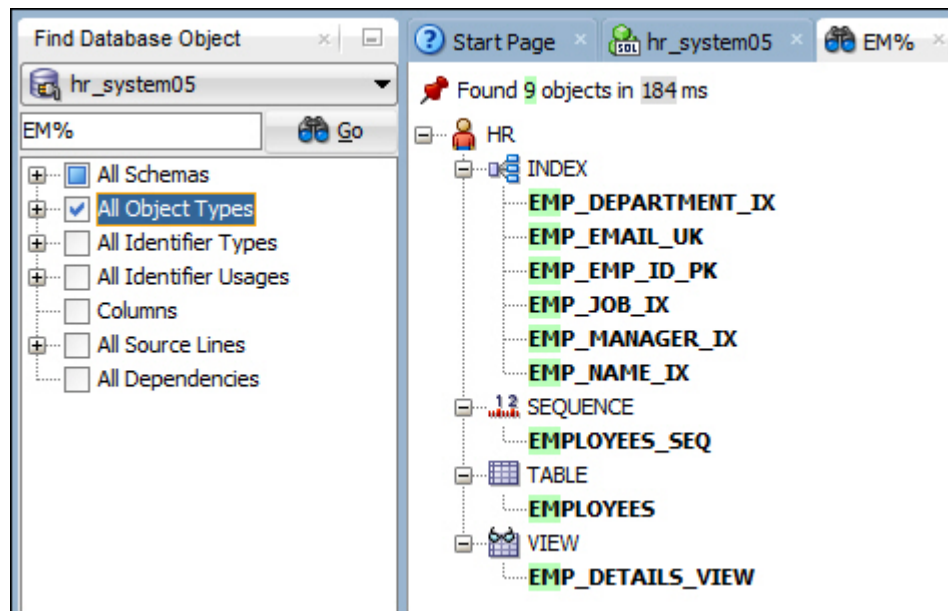 Find Database Object
hr_system05
EM%
Go
All Schemas
All Object Types
All Identifier Types
All Identifier Usages
Columns
All Source Lines
All Dependencies
? Start Page
SQL hr_system05
EM%
Found 9 objects in 184 ms
HR
INDEX
EMP_DEPARTMENT_IX
EMP_EMAIL_UK
EMP_EMP_ID_PK
EMP_JOB_IX
EMP_MANAGER_IX
EMP_NAME_IX
12 SEQUENCE
EMPLOYEES_SEQ
TABLE
EMPLOYEES
VIEW
EMP_DETAILS_VIEW